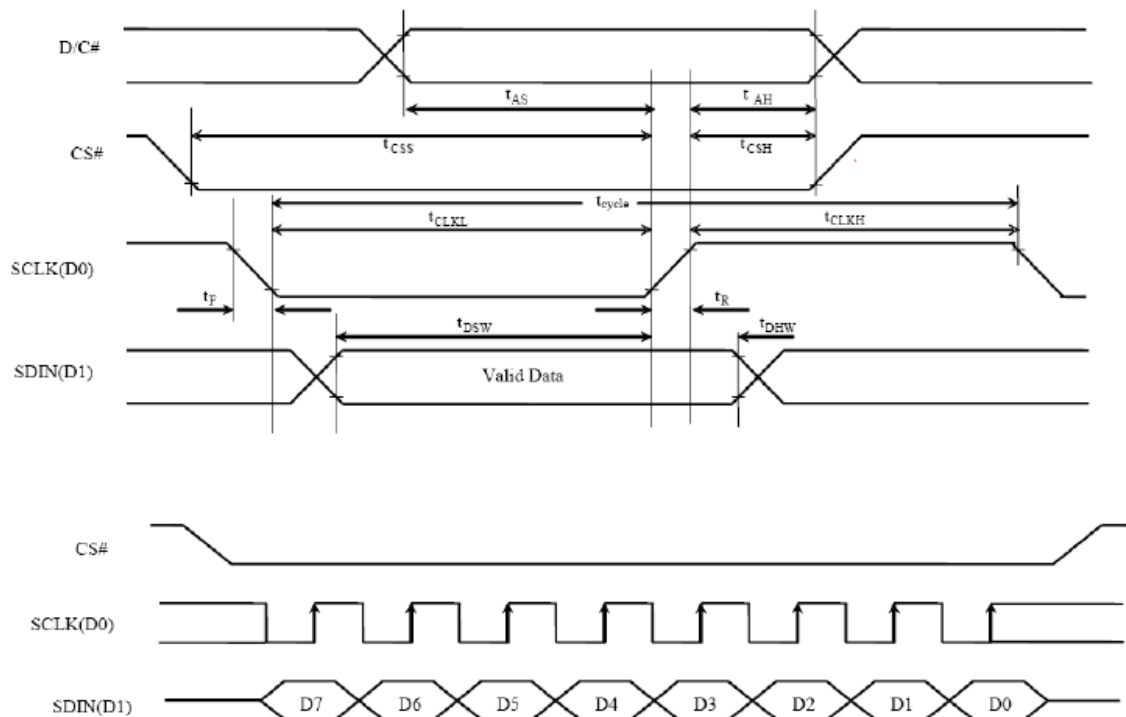 D/C#
tAS
tAH
CS#
tCSS
tCSH
tcycle
tCLKL
tCLKH
SCLK(D0)
tF
tR
tDSW
tDHW
SDIN(D1)
Valid Data
CS#
SCLK(D0)
SDIN(D1)
D7 D6 D5 D4 D3 D2 D1 D0